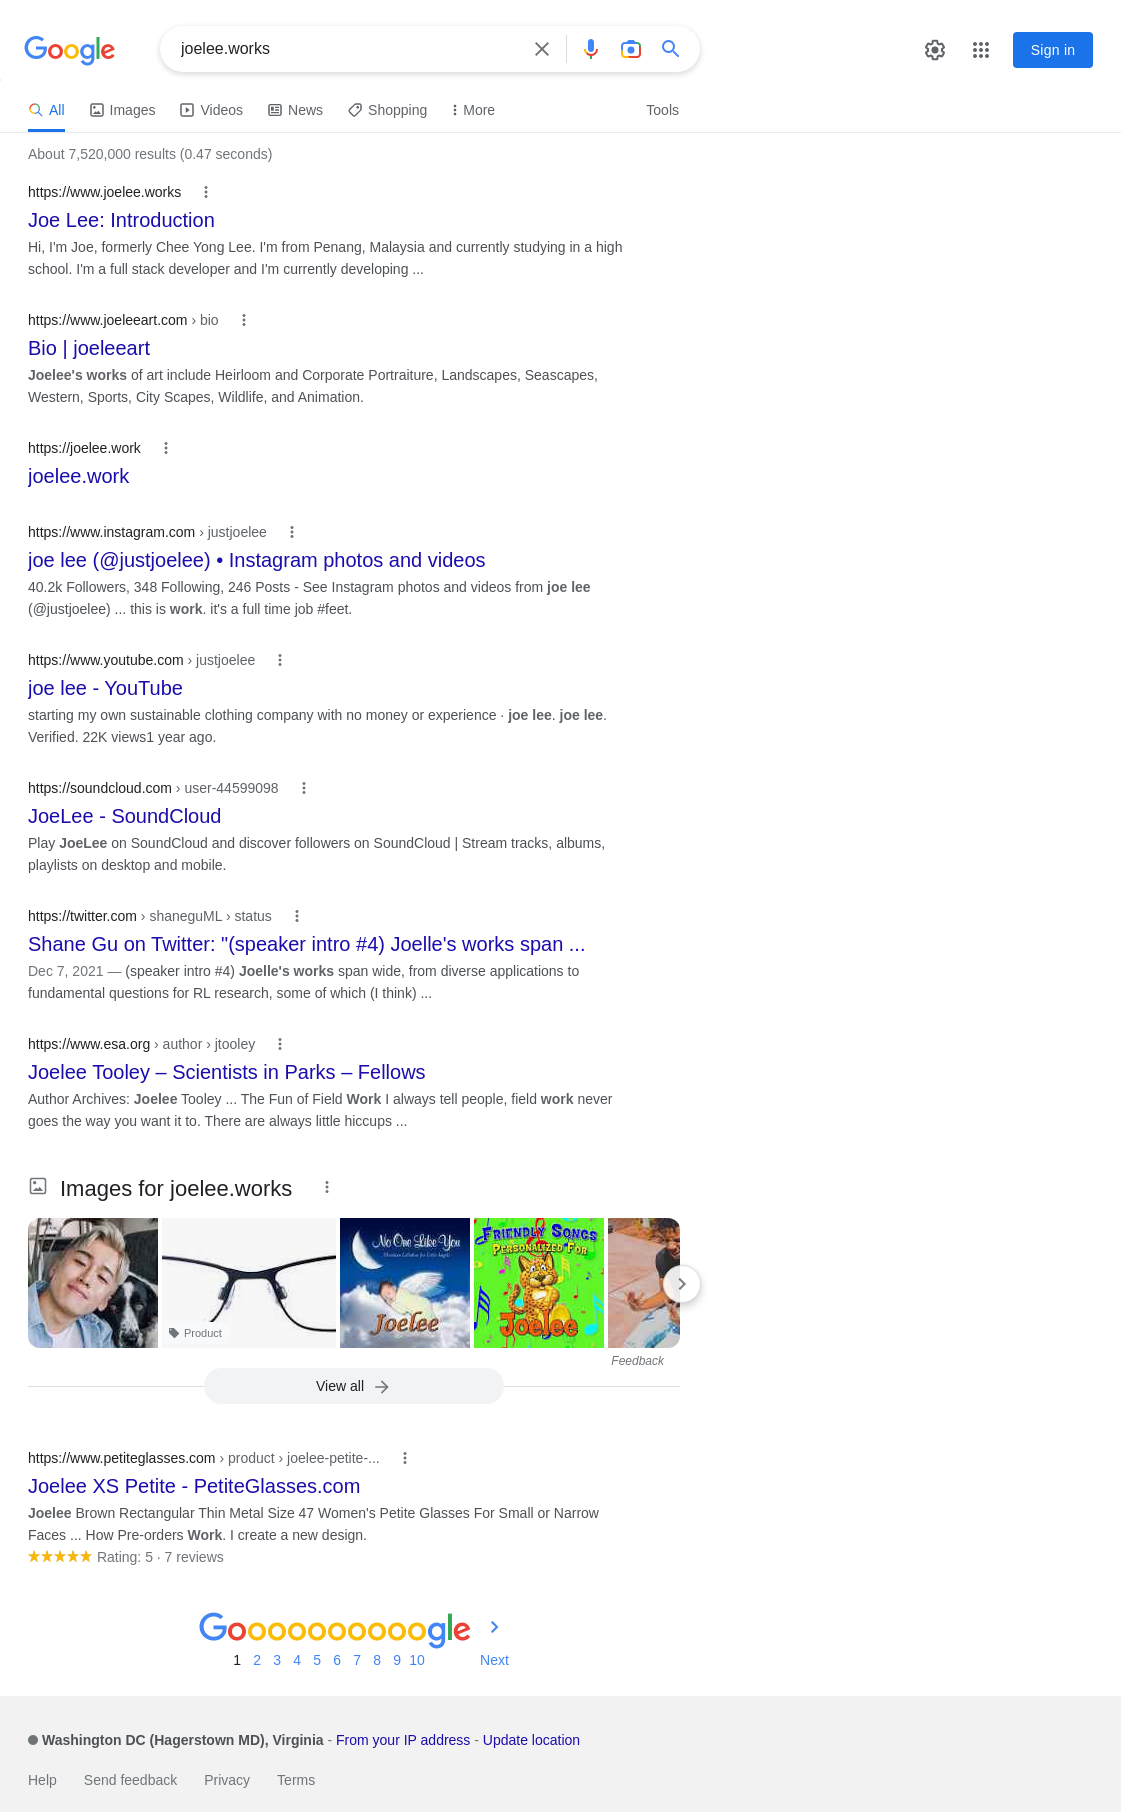 Google
joelee.works
Sign in
All
Images
Videos
News
Shopping
More
Tools
About 7,520,000 results (0.47 seconds)
https://www.joelee.works
Joe Lee: Introduction
Hi, I'm Joe, formerly Chee Yong Lee. I'm from Penang, Malaysia and currently studying in a high
school. I'm a full stack developer and I'm currently developing ...
https://www.joeleeart.com › bio
Bio | joeleeart
Joelee's works of art include Heirloom and Corporate Portraiture, Landscapes, Seascapes,
Western, Sports, City Scapes, Wildlife, and Animation.
https://joelee.work
joelee.work
https://www.instagram.com › justjoelee
joe lee (@justjoelee) • Instagram photos and videos
40.2k Followers, 348 Following, 246 Posts - See Instagram photos and videos from joe lee
(@justjoelee) ... this is work. it's a full time job #feet.
https://www.youtube.com › justjoelee
joe lee - YouTube
starting my own sustainable clothing company with no money or experience · joe lee. joe lee.
Verified. 22K views1 year ago.
https://soundcloud.com › user-44599098
JoeLee - SoundCloud
Play JoeLee on SoundCloud and discover followers on SoundCloud | Stream tracks, albums,
playlists on desktop and mobile.
https://twitter.com › shaneguML › status
Shane Gu on Twitter: "(speaker intro #4) Joelle's works span ...
Dec 7, 2021 — (speaker intro #4) Joelle's works span wide, from diverse applications to
fundamental questions for RL research, some of which (I think) ...
https://www.esa.org › author › jtooley
Joelee Tooley – Scientists in Parks – Fellows
Author Archives: Joelee Tooley ... The Fun of Field Work I always tell people, field work never
goes the way you want it to. There are always little hiccups ...
Images for joelee.works
Product
No One Like You
Christian Lullabies for Little Angels
Joelee
FRIENDLY SONGS
PERSONALIZED FOR
Joelee
Feedback
View all
https://www.petiteglasses.com › product › joelee-petite-...
Joelee XS Petite - PetiteGlasses.com
Joelee Brown Rectangular Thin Metal Size 47 Women's Petite Glasses For Small or Narrow
Faces ... How Pre-orders Work. I create a new design.
Rating: 5 · 7 reviews
Goooooooooogle
1 2 3 4 5 6 7 8 9 10 Next
Washington DC (Hagerstown MD), Virginia - From your IP address - Update location
Help Send feedback Privacy Terms